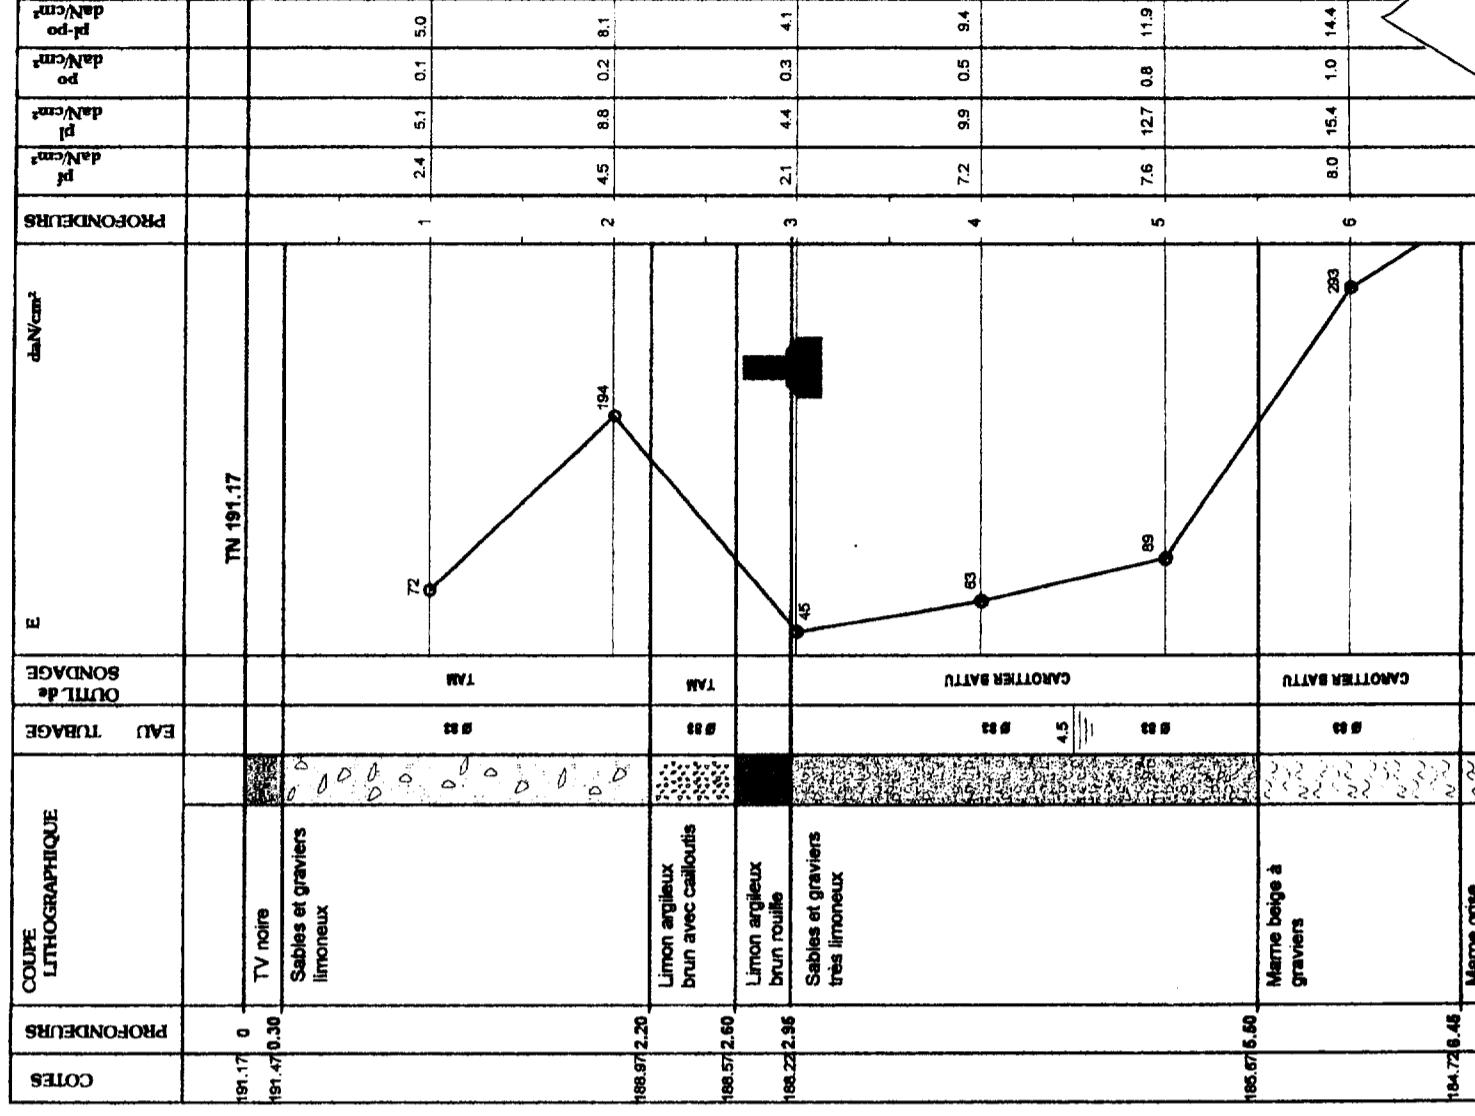 COTES
PROFONDEURS
COUPE
LITHOGRAPHIQUE
EAU TUBAGE
OUTIL de
SONDAGE
E daN/cm²
PROFONDEURS
pf
daN/cm²
pl
daN/cm²
po
daN/cm²
pl-po
daN/cm²
TN 191.17
191.17 0
191.47 0.30
TV noire
Sables et graviers
limoneux
Ø 63
TAM
72
1
2.4
5.1
0.1
5.0
194
2
4.5
8.8
0.2
8.1
188.97 2.20
Limon argileux
brun avec cailloutis
TAM
188.57 2.60
Limon argileux
brun rouille
188.22 2.95
45
3
2.1
4.4
0.3
4.1
Sables et graviers
très limoneux
CAROTTIER BATTU
63
4
7.2
9.9
0.5
9.4
4.5
89
5
7.6
12.7
0.8
11.9
185.67 5.50
Marne beige à
graviers
CAROTTIER BATTU
293
6
8.0
15.4
1.0
14.4
184.72 6.45
Marne grise